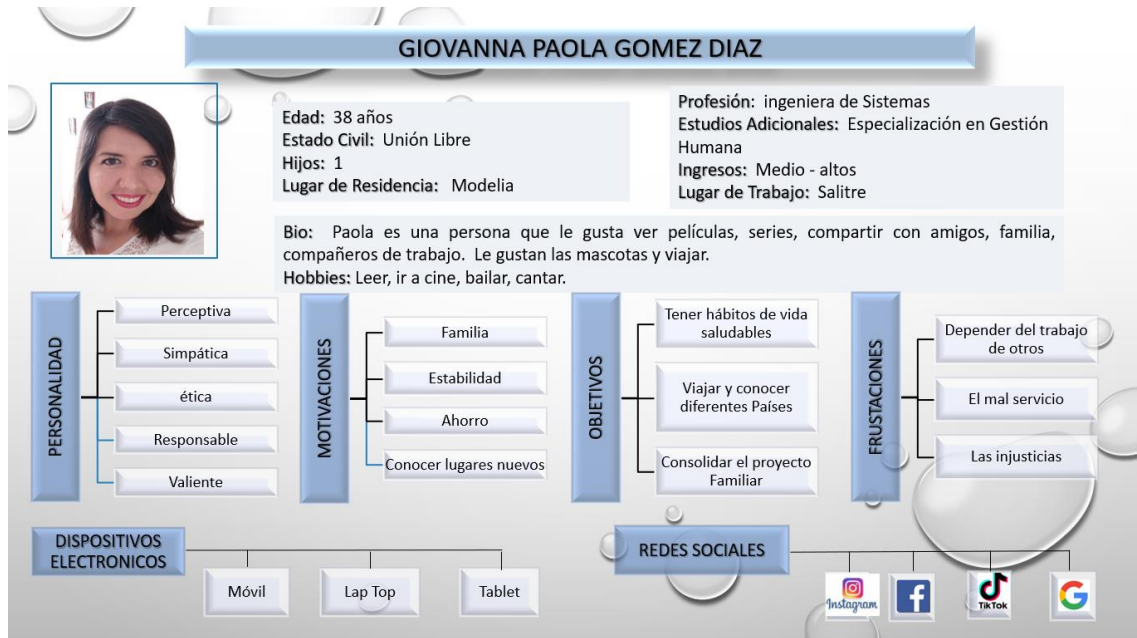 GIOVANNA PAOLA GOMEZ DIAZ
Edad: 38 años
Estado Civil: Unión Libre
Hijos: 1
Lugar de Residencia: Modelia
Profesión: ingeniera de Sistemas
Estudios Adicionales: Especialización en Gestión
Humana
Ingresos: Medio - altos
Lugar de Trabajo: Salitre
Bio: Paola es una persona que le gusta ver películas, series, compartir con amigos, familia,
compañeros de trabajo. Le gustan las mascotas y viajar.
Hobbies: Leer, ir a cine, bailar, cantar.
PERSONALIDAD
Perceptiva
Simpática
ética
Responsable
Valiente
MOTIVACIONES
Familia
Estabilidad
Ahorro
Conocer lugares nuevos
OBJETIVOS
Tener hábitos de vida
saludables
Viajar y conocer
diferentes Países
Consolidar el proyecto
Familiar
FRUSTACIONES
Depender del trabajo
de otros
El mal servicio
Las injusticias
DISPOSITIVOS
ELECTRONICOS
Móvil
Lap Top
Tablet
REDES SOCIALES
Instagram
TikTok